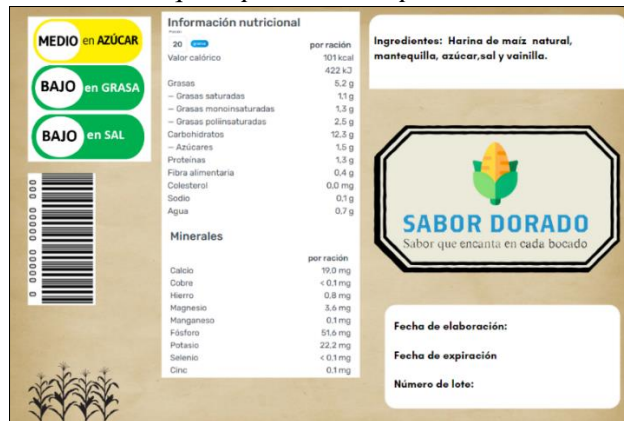 MEDIO en AZÚCAR
BAJO en GRASA
BAJO en SAL
0 00000 00000 000
Información nutricional
20
por ración
Valor calórico 101 kcal
422 kJ
Grasas 5,2 g
– Grasas saturadas 1,1 g
– Grasas monoinsaturadas 1,3 g
– Grasas poliinsaturadas 2,5 g
Carbohidratos 12,3 g
– Azúcares 1,5 g
Proteínas 1,3 g
Fibra alimentaria 0,4 g
Colesterol 0,0 mg
Sodio 0,1 g
Agua 0,7 g
Minerales
por ración
Calcio 19,0 mg
Cobre < 0,1 mg
Hierro 0,8 mg
Magnesio 3,6 mg
Manganeso 0,1 mg
Fósforo 51,6 mg
Potasio 22,2 mg
Selenio < 0,1 mg
Cinc 0,1 mg
Ingredientes: Harina de maíz natural,
mantequilla, azúcar,sal y vainilla.
SABOR DORADO
Sabor que encanta en cada bocado
Fecha de elaboración:
Fecha de expiración
Número de lote: